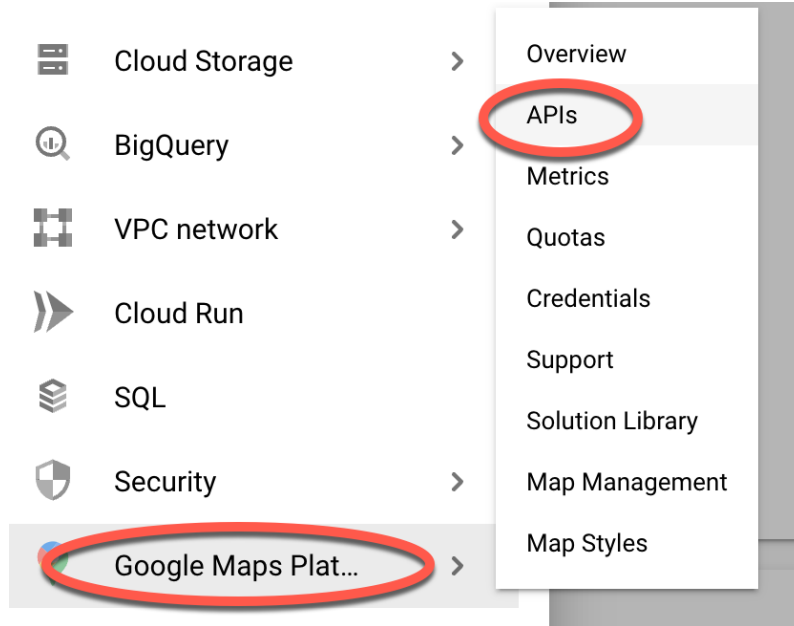 Cloud Storage
BigQuery
VPC network
Cloud Run
SQL
Security
Google Maps Plat...
Overview
APIs
Metrics
Quotas
Credentials
Support
Solution Library
Map Management
Map Styles